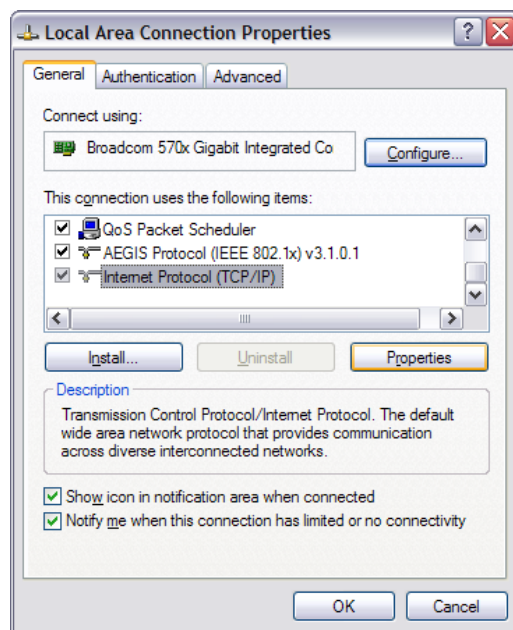 Local Area Connection Properties
General Authentication Advanced
Connect using:
Broadcom 570x Gigabit Integrated Co Configure...
This connection uses the following items:
QoS Packet Scheduler
AEGIS Protocol (IEEE 802.1x) v3.1.0.1
Internet Protocol (TCP/IP)
Install... Uninstall Properties
Description
Transmission Control Protocol/Internet Protocol. The default
wide area network protocol that provides communication
across diverse interconnected networks.
Show icon in notification area when connected
Notify me when this connection has limited or no connectivity
OK Cancel